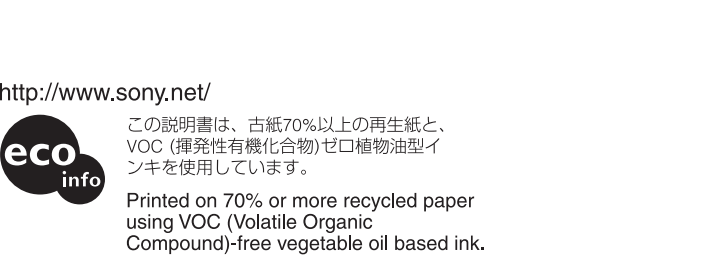 http://www.sony.net/
eco
info
この説明書は、古紙70%以上の再生紙と、
VOC (揮発性有機化合物)ゼロ植物油型イ
ンキを使用しています。
Printed on 70% or more recycled paper
using VOC (Volatile Organic
Compound)-free vegetable oil based ink.